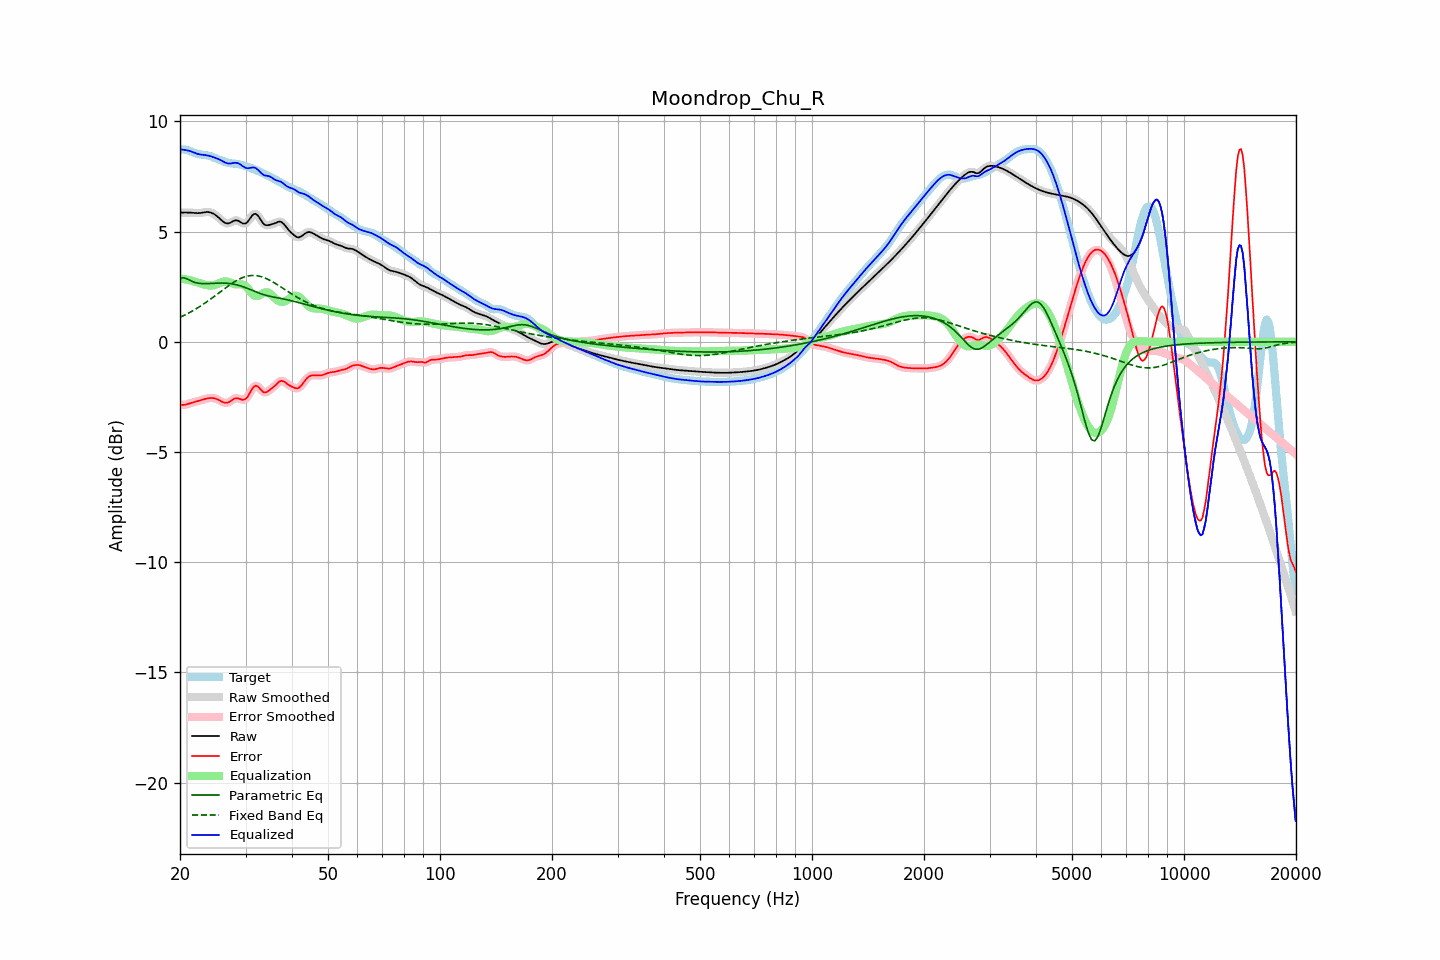 Moondrop_Chu_R
10
5
0
−5
−10
−15
−20
Amplitude (dBr)
Target
Raw Smoothed
Error Smoothed
Raw
Error
Equalization
Parametric Eq
Fixed Band Eq
Equalized
20 50 100 200 500 1000 2000 5000 10000 20000
Frequency (Hz)